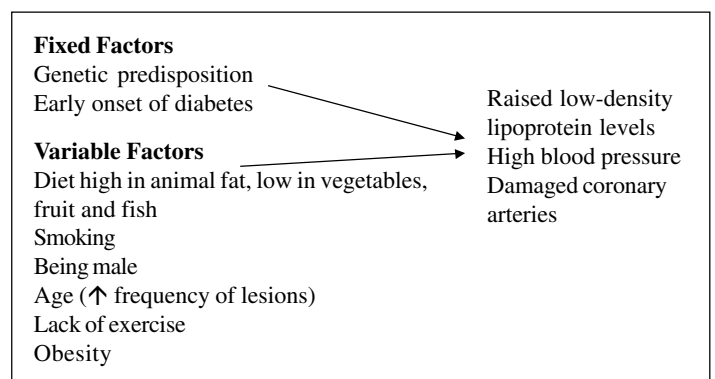 Fixed Factors
Genetic predisposition
Early onset of diabetes
Variable Factors
Diet high in animal fat, low in vegetables,
fruit and fish
Smoking
Being male
Age (↑ frequency of lesions)
Lack of exercise
Obesity
Raised low-density
lipoprotein levels
High blood pressure
Damaged coronary
arteries